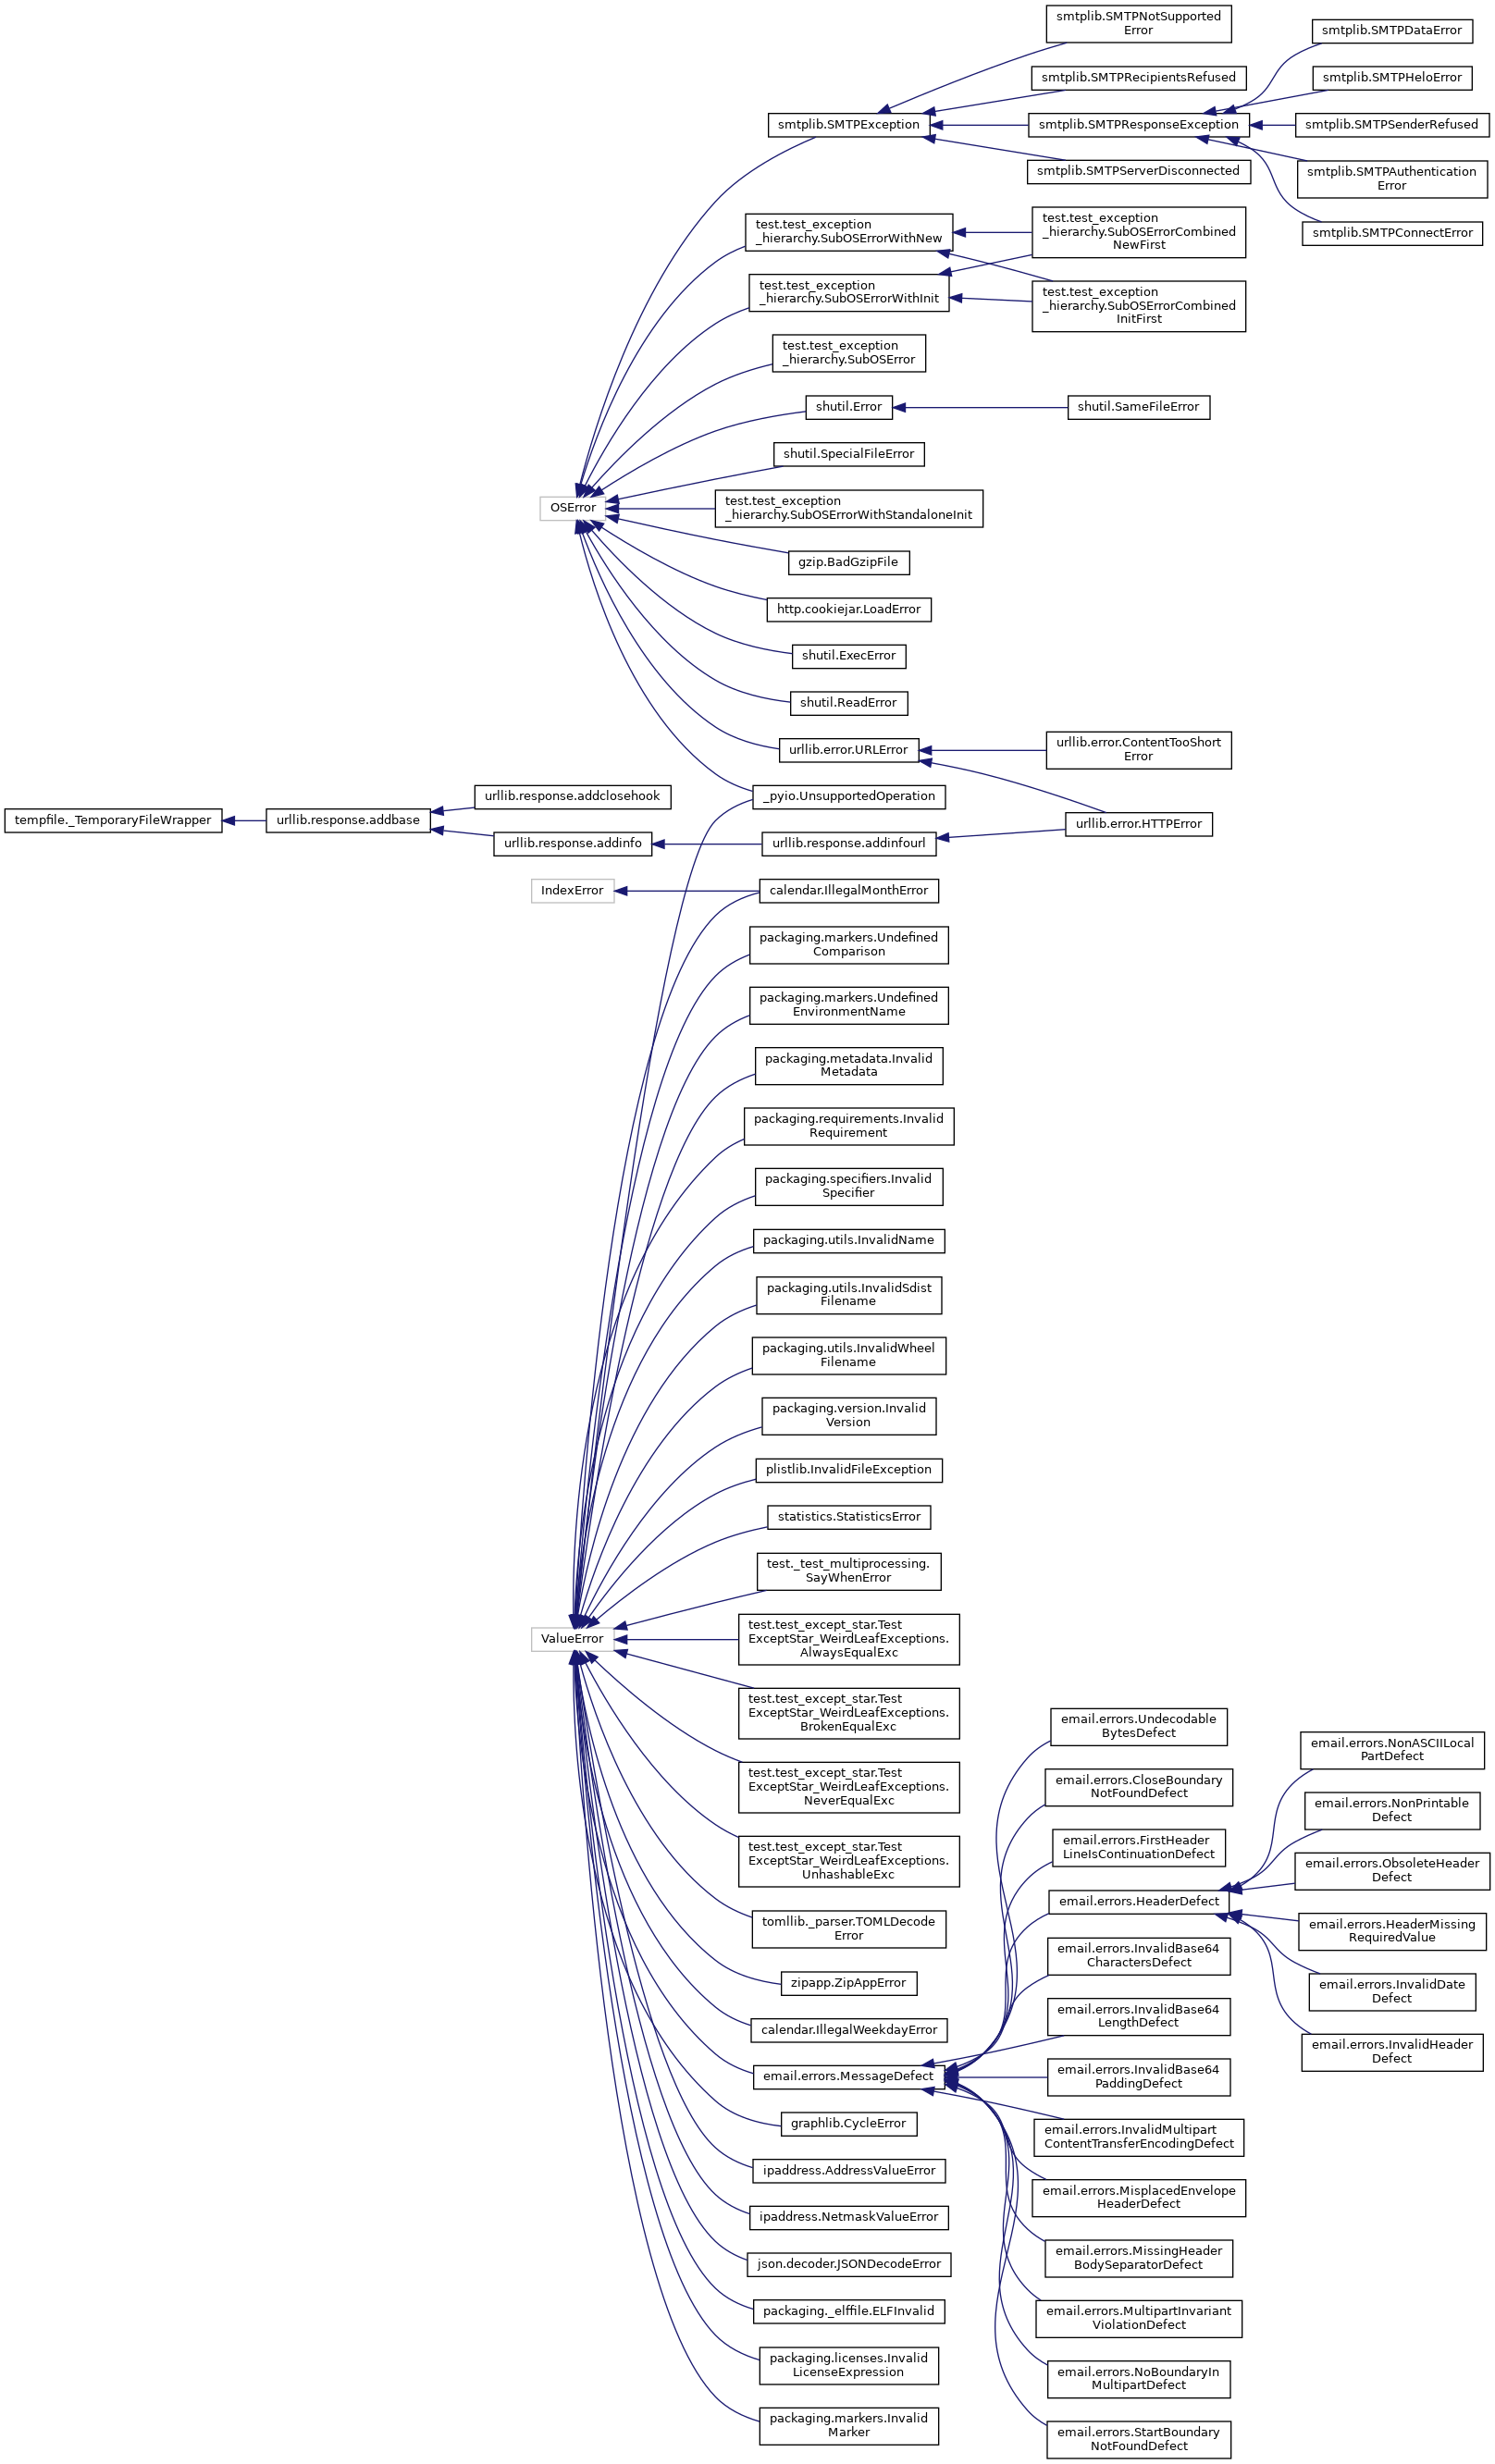 smtplib.SMTPNotSupported
Error
smtplib.SMTPDataError
smtplib.SMTPRecipientsRefused
smtplib.SMTPHeloError
smtplib.SMTPException
smtplib.SMTPResponseException
smtplib.SMTPSenderRefused
smtplib.SMTPServerDisconnected
smtplib.SMTPAuthentication
Error
smtplib.SMTPConnectError
test.test_exception
_hierarchy.SubOSErrorWithNew
test.test_exception
_hierarchy.SubOSErrorCombined
NewFirst
test.test_exception
_hierarchy.SubOSErrorWithInit
test.test_exception
_hierarchy.SubOSErrorCombined
InitFirst
test.test_exception
_hierarchy.SubOSError
shutil.Error
shutil.SameFileError
shutil.SpecialFileError
OSError
test.test_exception
_hierarchy.SubOSErrorWithStandaloneInit
gzip.BadGzipFile
http.cookiejar.LoadError
shutil.ExecError
shutil.ReadError
urllib.error.URLError
urllib.error.ContentTooShort
Error
urllib.response.addclosehook
_pyio.UnsupportedOperation
tempfile._TemporaryFileWrapper
urllib.response.addbase
urllib.error.HTTPError
urllib.response.addinfo
urllib.response.addinfourl
IndexError
calendar.IllegalMonthError
packaging.markers.Undefined
Comparison
packaging.markers.Undefined
EnvironmentName
packaging.metadata.Invalid
Metadata
packaging.requirements.Invalid
Requirement
packaging.specifiers.Invalid
Specifier
packaging.utils.InvalidName
packaging.utils.InvalidSdist
Filename
packaging.utils.InvalidWheel
Filename
packaging.version.Invalid
Version
plistlib.InvalidFileException
statistics.StatisticsError
test._test_multiprocessing.
SayWhenError
ValueError
test.test_except_star.Test
ExceptStar_WeirdLeafExceptions.
AlwaysEqualExc
test.test_except_star.Test
ExceptStar_WeirdLeafExceptions.
BrokenEqualExc
test.test_except_star.Test
ExceptStar_WeirdLeafExceptions.
NeverEqualExc
test.test_except_star.Test
ExceptStar_WeirdLeafExceptions.
UnhashableExc
tomllib._parser.TOMLDecode
Error
zipapp.ZipAppError
calendar.IllegalWeekdayError
email.errors.MessageDefect
graphlib.CycleError
ipaddress.AddressValueError
ipaddress.NetmaskValueError
json.decoder.JSONDecodeError
packaging._elffile.ELFInvalid
packaging.licenses.Invalid
LicenseExpression
packaging.markers.Invalid
Marker
email.errors.Undecodable
BytesDefect
email.errors.CloseBoundary
NotFoundDefect
email.errors.FirstHeader
LineIsContinuationDefect
email.errors.HeaderDefect
email.errors.InvalidBase64
CharactersDefect
email.errors.InvalidBase64
LengthDefect
email.errors.InvalidBase64
PaddingDefect
email.errors.InvalidMultipart
ContentTransferEncodingDefect
email.errors.MisplacedEnvelope
HeaderDefect
email.errors.MissingHeader
BodySeparatorDefect
email.errors.MultipartInvariant
ViolationDefect
email.errors.NoBoundaryIn
MultipartDefect
email.errors.StartBoundary
NotFoundDefect
email.errors.NonASCIILocal
PartDefect
email.errors.NonPrintable
Defect
email.errors.ObsoleteHeader
Defect
email.errors.HeaderMissing
RequiredValue
email.errors.InvalidDate
Defect
email.errors.InvalidHeader
Defect